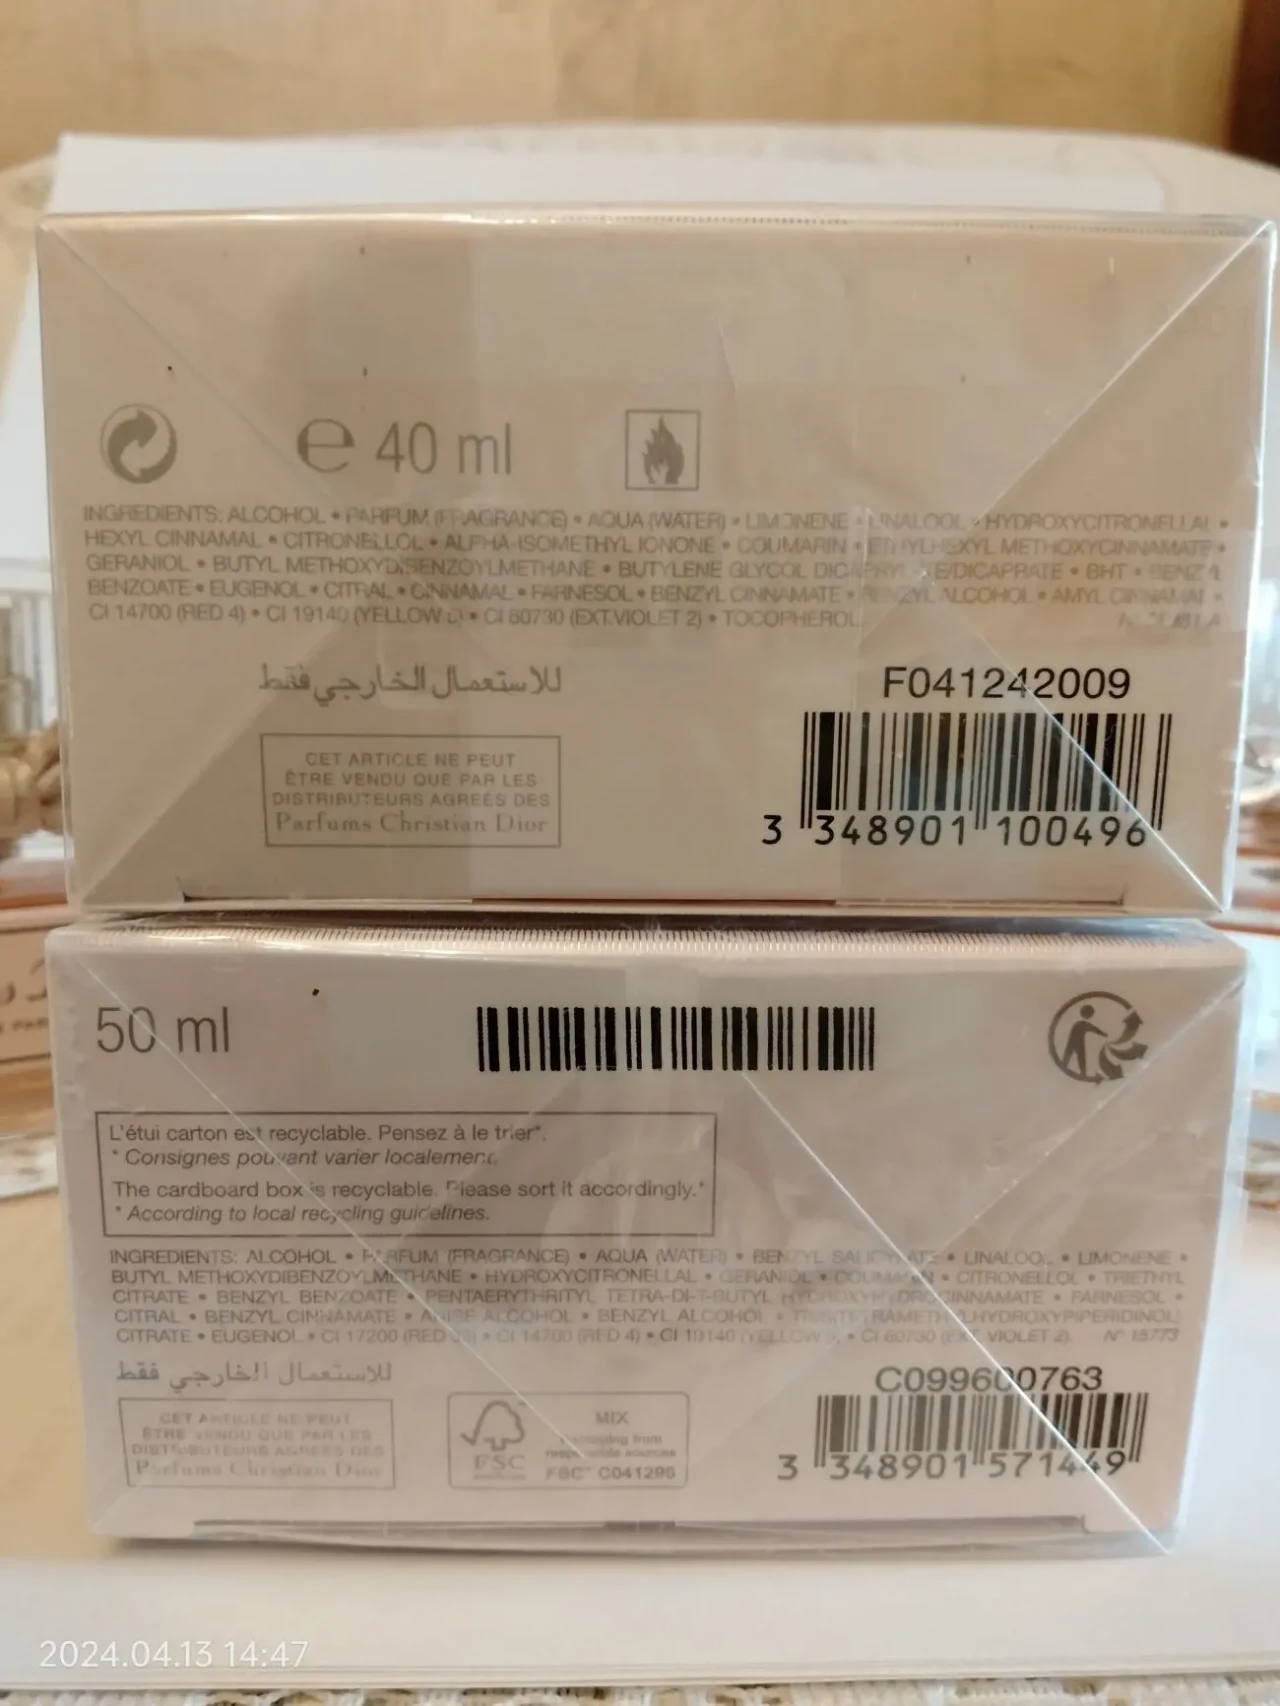 e 40 ml
INGREDIENTS: ALCOHOL • PARFUM (FRAGRANCE) • AQUA (WATER) • LIMONENE • LINALOOL • HYDROXYCITRONELLAL •
HEXYL CINNAMAL • CITRONELLOL • ALPHA-ISOMETHYL IONONE • COUMARIN • ETHYLHEXYL METHOXYCINNAMATE •
GERANIOL • BUTYL METHOXYDIBENZOYLMETHANE • BUTYLENE GLYCOL DICAPRYLATE/DICAPRATE • BHT • BENZYL
BENZOATE • EUGENOL • CITRAL • CINNAMAL • FARNESOL • BENZYL CINNAMATE • BENZYL ALCOHOL • AMYL CINNAMAL •
CI 14700 (RED 4) • CI 19140 (YELLOW 5) • CI 60730 (EXT.VIOLET 2) • TOCOPHEROL
للاستعمال الخارجي فقط
F041242009
CET ARTICLE NE PEUT
ÊTRE VENDU QUE PAR LES
DISTRIBUTEURS AGRÉÉS DES
Parfums Christian Dior
3 348901 100496
50 ml
L'étui carton est recyclable. Pensez à le trier*.
* Consignes pouvant varier localement.
The cardboard box is recyclable. Please sort it accordingly.*
* According to local recycling guidelines.
INGREDIENTS: ALCOHOL • PARFUM (FRAGRANCE) • AQUA (WATER) • BENZYL SALICYLATE • LINALOOL • LIMONENE •
BUTYL METHOXYDIBENZOYLMETHANE • HYDROXYCITRONELLAL • GERANIOL • COUMARIN • CITRONELLOL • TRIETHYL
CITRATE • BENZYL BENZOATE • PENTAERYTHRITYL TETRA-DI-T-BUTYL HYDROXYHYDROCINNAMATE • FARNESOL •
CITRAL • BENZYL CINNAMATE • ANISE ALCOHOL • BENZYL ALCOHOL • TRIS(TETRAMETHYLHYDROXYPIPERIDINOL)
CITRATE • EUGENOL • CI 17200 (RED 33) • CI 14700 (RED 4) • CI 19140 (YELLOW 5) • CI 60730 (EXT. VIOLET 2). N° 15773
للاستعمال الخارجي فقط
C099600763
CET ARTICLE NE PEUT
ÊTRE VENDU QUE PAR LES
DISTRIBUTEURS AGRÉÉS DES
Parfums Christian Dior
FSC
MIX
Packaging from
responsible sources
FSC® C041296
3 348901 571449
2024.04.13 14:47